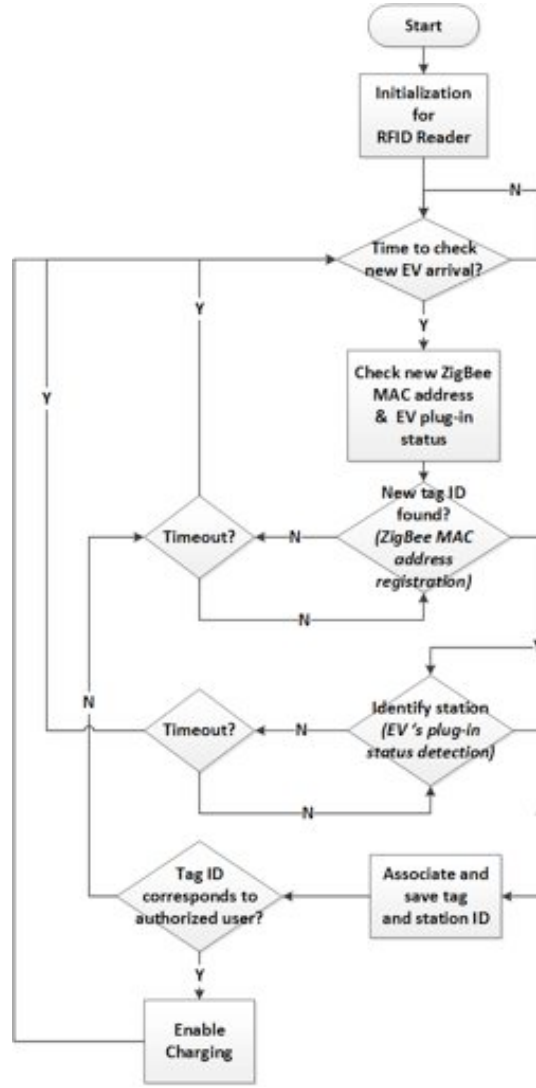 Start
Initialization
for
RFID Reader
N
Time to check
new EV arrival?
Y
Y
Check new ZigBee
MAC address
& EV plug-in
status
Y
New tag ID
found?
(ZigBee MAC
address
registration)
Timeout?
N
N
N
Identify station
(EV 's plug-in
status detection)
Timeout?
N
N
Tag ID
corresponds to
authorized user?
Associate and
save tag
and station ID
Y
Enable
Charging